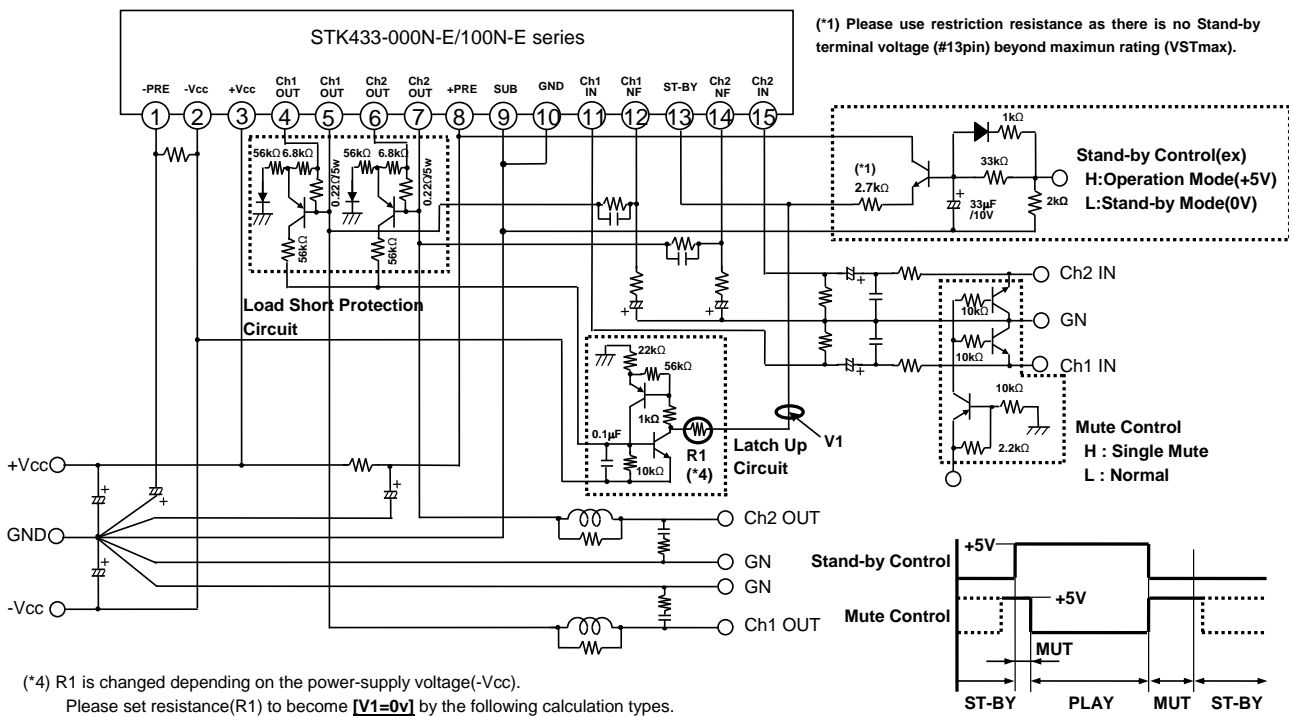 STK433-000N-E/100N-E series
(*1) Please use restriction resistance as there is no Stand-by
terminal voltage (#13pin) beyond maximun rating (VSTmax).
-PRE -Vcc +Vcc Ch1 OUT Ch1 OUT Ch2 OUT Ch2 OUT +PRE SUB GND Ch1 IN Ch1 NF ST-BY Ch2 NF Ch2 IN
1 2 3 4 5 6 7 8 9 10 11 12 13 14 15
56kΩ 6.8kΩ 56kΩ 6.8kΩ
0.22Ω/5w 0.22Ω/5w
56kΩ 56kΩ
Load Short Protection
Circuit
1kΩ
33kΩ
(*1)
2.7kΩ
33μF
/10V
2kΩ
Stand-by Control(ex)
H:Operation Mode(+5V)
L:Stand-by Mode(0V)
+ + + +
Ch2 IN
GN
Ch1 IN
10kΩ
10kΩ
10kΩ
2.2kΩ
Mute Control
H : Single Mute
L : Normal
22kΩ
56kΩ
1kΩ
0.1μF
10kΩ
R1
(*4)
Latch Up
Circuit
V1
+Vcc
GND
-Vcc
+ + + +
Ch2 OUT
GN
GN
Ch1 OUT
Stand-by Control
+5V
Mute Control
+5V
MUT
ST-BY PLAY MUT ST-BY
(*4) R1 is changed depending on the power-supply voltage(-Vcc).
Please set resistance(R1) to become [V1=0v] by the following calculation types.